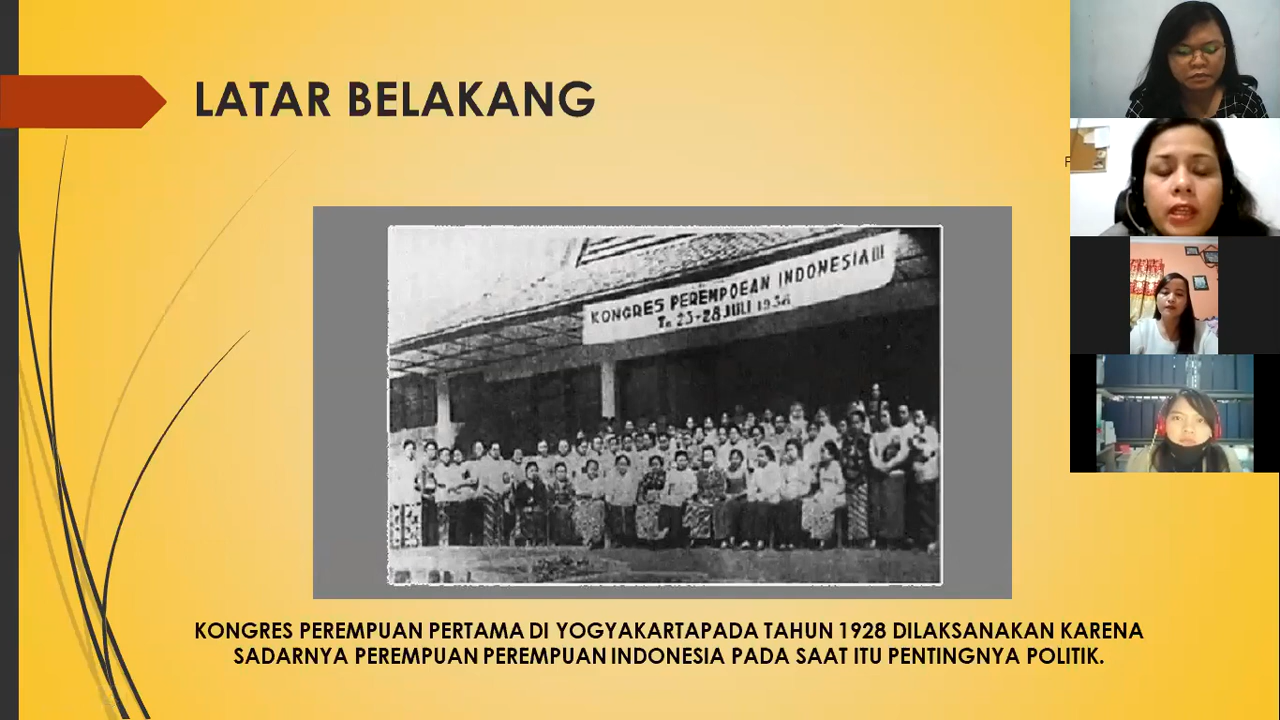 LATAR BELAKANG
KONGRES PEREMPOEAN INDONESIA III
Tg. 23-28 JULI 1938
KONGRES PEREMPUAN PERTAMA DI YOGYAKARTAPADA TAHUN 1928 DILAKSANAKAN KARENA
SADARNYA PEREMPUAN PEREMPUAN INDONESIA PADA SAAT ITU PENTINGNYA POLITIK.